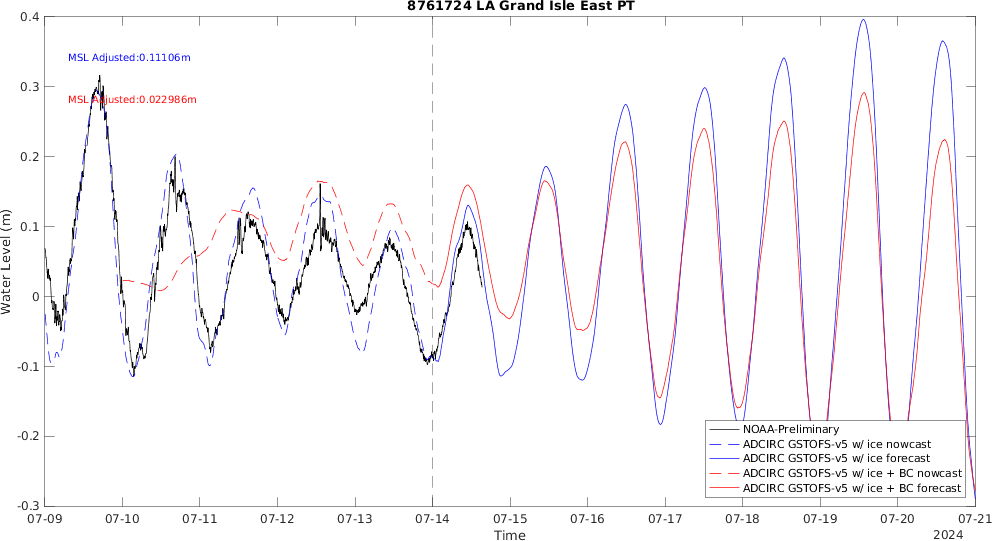 8761724 LA Grand Isle East PT
MSL Adjusted:0.11106m
MSL Adjusted:0.022986m
Water Level (m)
0.4
0.3
0.2
0.1
0
-0.1
-0.2
-0.3
NOAA-Preliminary
ADCIRC GSTOFS-v5 w/ ice nowcast
ADCIRC GSTOFS-v5 w/ ice forecast
ADCIRC GSTOFS-v5 w/ ice + BC nowcast
ADCIRC GSTOFS-v5 w/ ice + BC forecast
07-09 07-10 07-11 07-12 07-13 07-14 07-15 07-16 07-17 07-18 07-19 07-20 07-21
Time
2024